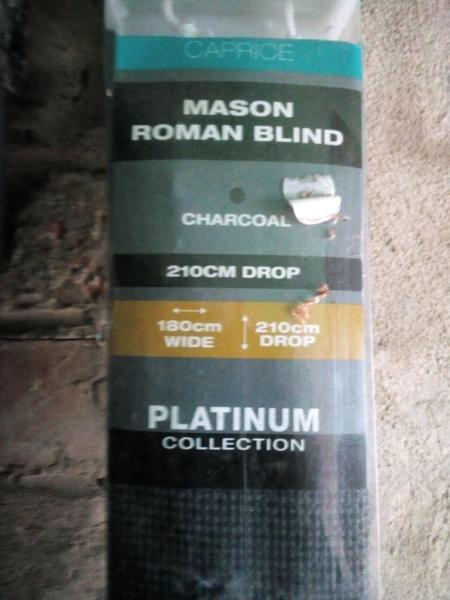 CAPRICE
MASON
ROMAN BLIND
CHARCOAL
210CM DROP
180cm
WIDE
210cm
DROP
PLATINUM
COLLECTION